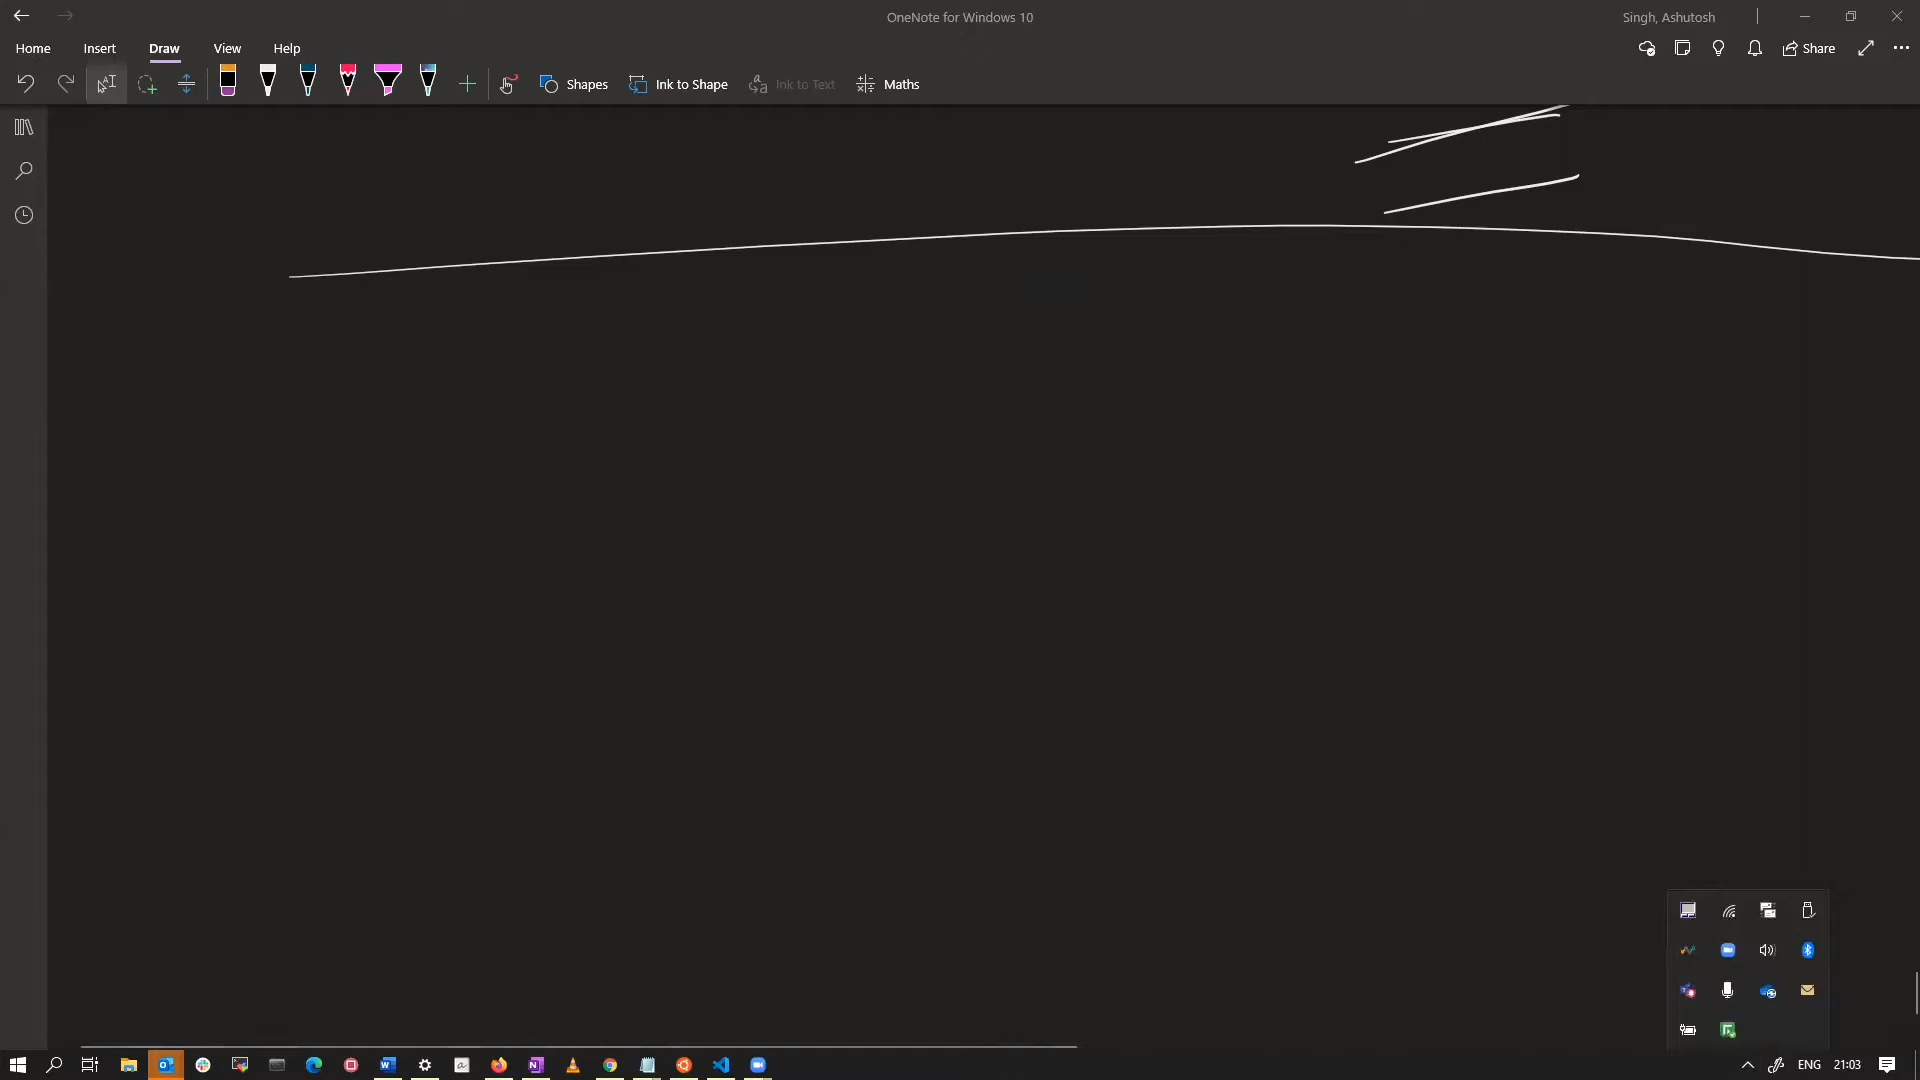 OneNote for Windows 10
Singh, Ashutosh
Home Insert Draw View Help
Share
Shapes Ink to Shape Ink to Text Maths
ENG 21:03